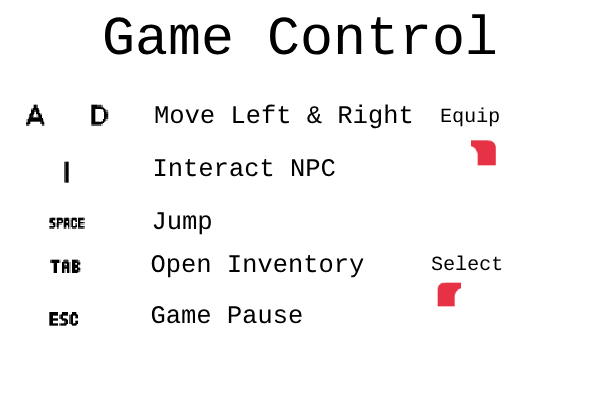 Game Control
A D Move Left & Right Equip
I Interact NPC
SPACE Jump
TAB Open Inventory Select
ESC Game Pause